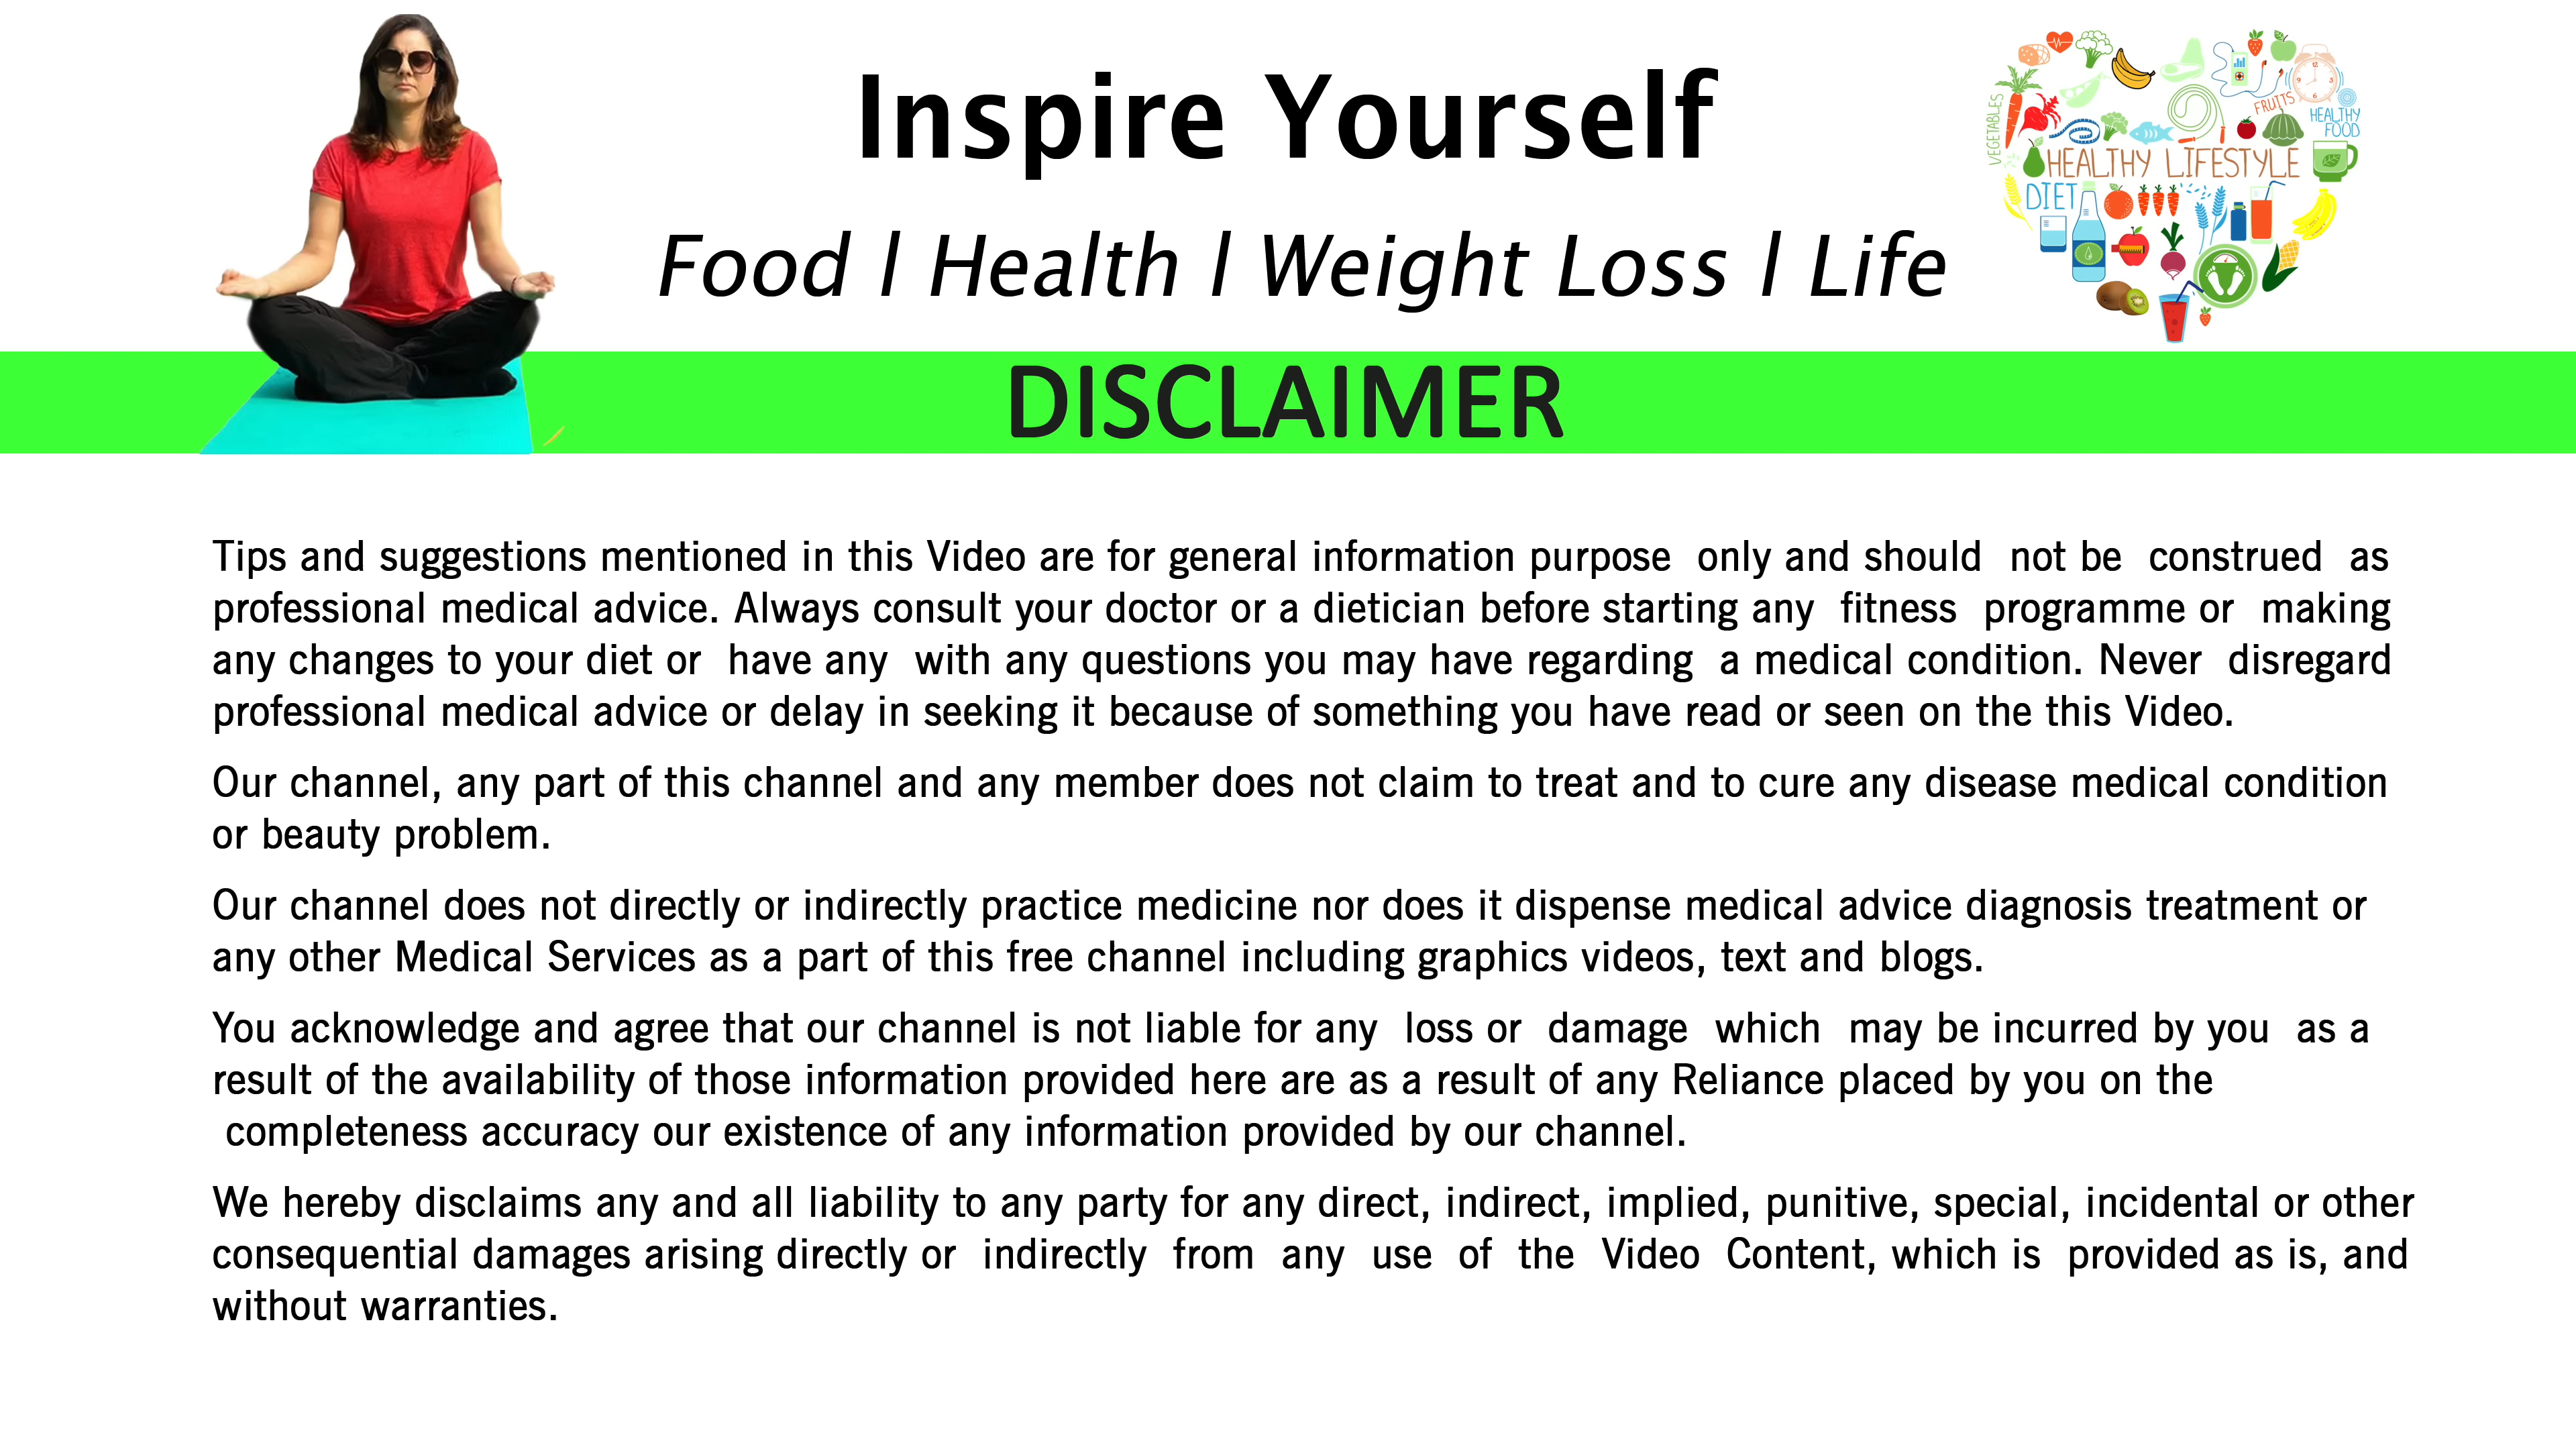 Inspire Yourself
Food l Health l Weight Loss l Life
VEGETABLES
FRUITS
HEALTHY
FOOD
HEALTHY LIFESTYLE
DIET
DISCLAIMER
Tips and suggestions mentioned in this Video are for general information purpose only and should not be construed as
professional medical advice. Always consult your doctor or a dietician before starting any fitness programme or making
any changes to your diet or have any with any questions you may have regarding a medical condition. Never disregard
professional medical advice or delay in seeking it because of something you have read or seen on the this Video.
Our channel, any part of this channel and any member does not claim to treat and to cure any disease medical condition
or beauty problem.
Our channel does not directly or indirectly practice medicine nor does it dispense medical advice diagnosis treatment or
any other Medical Services as a part of this free channel including graphics videos, text and blogs.
You acknowledge and agree that our channel is not liable for any loss or damage which may be incurred by you as a
result of the availability of those information provided here are as a result of any Reliance placed by you on the
completeness accuracy our existence of any information provided by our channel.
We hereby disclaims any and all liability to any party for any direct, indirect, implied, punitive, special, incidental or other
consequential damages arising directly or indirectly from any use of the Video Content, which is provided as is, and
without warranties.